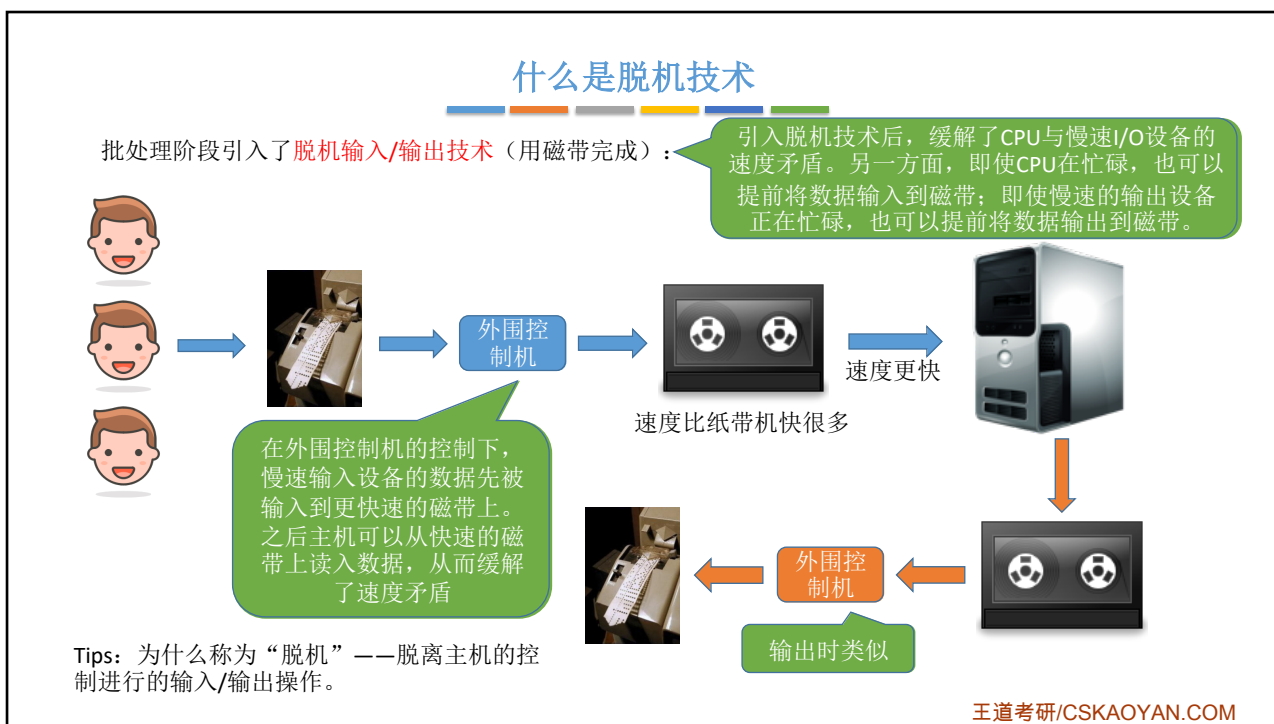 什么是脱机技术
批处理阶段引入了脱机输入/输出技术（用磁带完成）：
引入脱机技术后，缓解了CPU与慢速I/O设备的
速度矛盾。另一方面，即使CPU在忙碌，也可以
提前将数据输入到磁带；即使慢速的输出设备
正在忙碌，也可以提前将数据输出到磁带。
外围控
制机
速度更快
速度比纸带机快很多
在外围控制机的控制下，
慢速输入设备的数据先被
输入到更快速的磁带上。
之后主机可以从快速的磁
带上读入数据，从而缓解
了速度矛盾
外围控
制机
输出时类似
Tips：为什么称为“脱机”——脱离主机的控
制进行的输入/输出操作。
王道考研/CSKAOYAN.COM